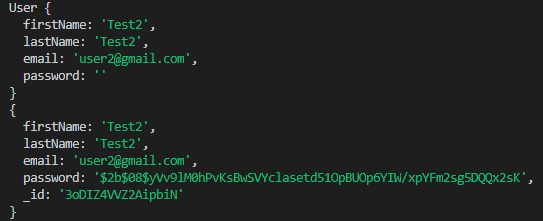 User {
  firstName: 'Test2',
  lastName: 'Test2',
  email: 'user2@gmail.com',
  password: ''
}
{
  firstName: 'Test2',
  lastName: 'Test2',
  email: 'user2@gmail.com',
  password: '$2b$08$yVv9lM0hPvKsBwSVYclasetd51OpBUOp6YIW/xpYFm2sg5DQQx2sK',
  _id: '3oDIZ4VVZ2AipbiN'
}